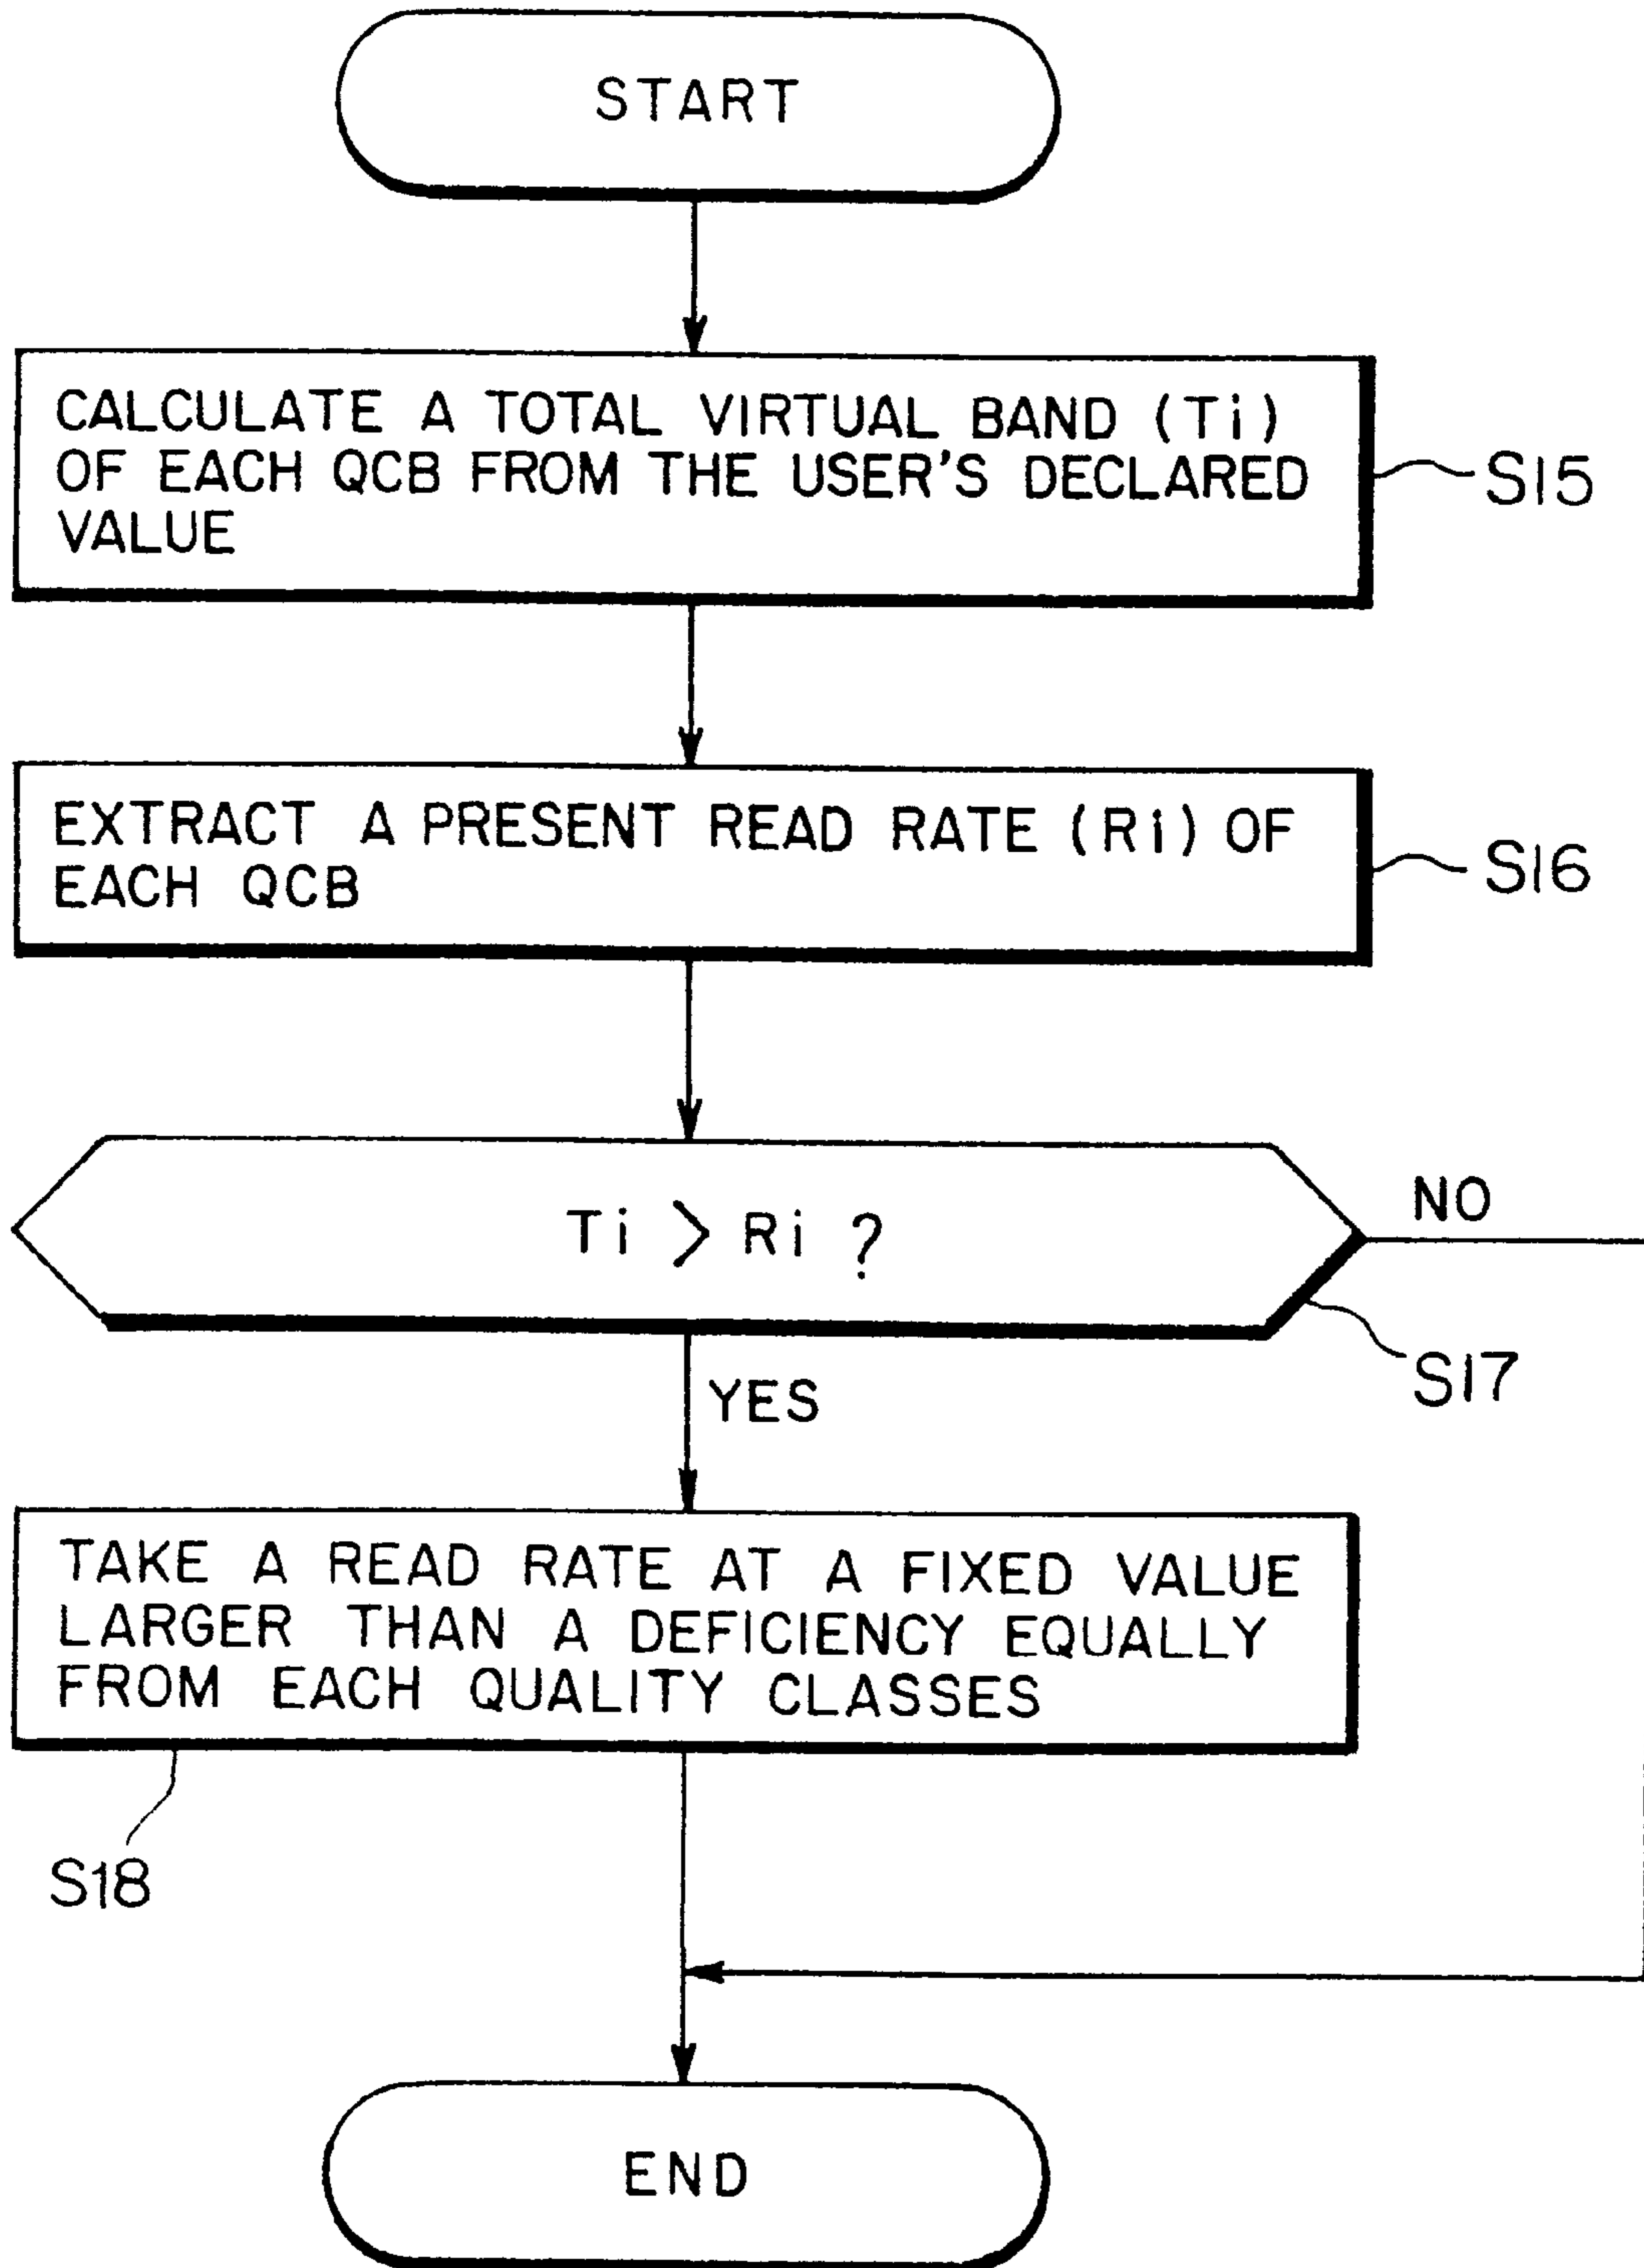 START
CALCULATE A TOTAL VIRTUAL BAND (Ti)
OF EACH QCB FROM THE USER'S DECLARED
VALUE
S15
EXTRACT A PRESENT READ RATE (Ri) OF
EACH QCB
S16
Ti > Ri ?
NO
S17
YES
TAKE A READ RATE AT A FIXED VALUE
LARGER THAN A DEFICIENCY EQUALLY
FROM EACH QUALITY CLASSES
S18
END